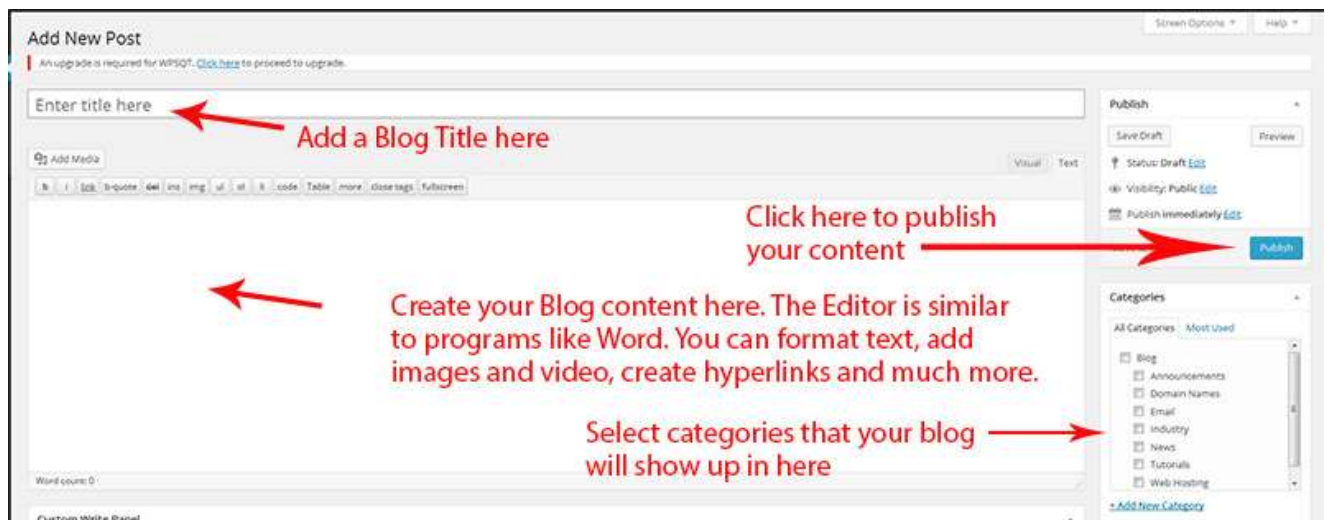 Screen Options Help
Add New Post
An upgrade is required for WPSQT. Click here to proceed to upgrade.
Enter title here
Add a Blog Title here
Add Media
Visual Text
b i link b-quote del ins img ul ol li code Table more close tags fullscreen
Create your Blog content here. The Editor is similar
to programs like Word. You can format text, add
images and video, create hyperlinks and much more.
Word count: 0
Custom Write Panel
Publish
Save Draft Preview
Status: Draft Edit
Visibility: Public Edit
Publish immediately Edit
Publish
Click here to publish
your content
Categories
All Categories Most Used
Blog
Announcements
Domain Names
Email
Industry
News
Tutorials
Web Hosting
+ Add New Category
Select categories that your blog
will show up in here